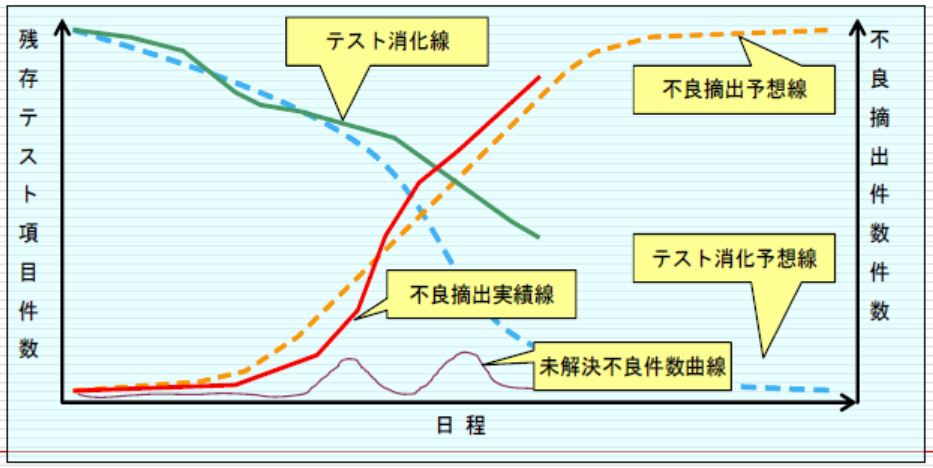 残存テスト項目件数
テスト消化線
不良摘出予想線
不良摘出件数件数
テスト消化予想線
不良摘出実績線
未解決不良件数曲線
日程